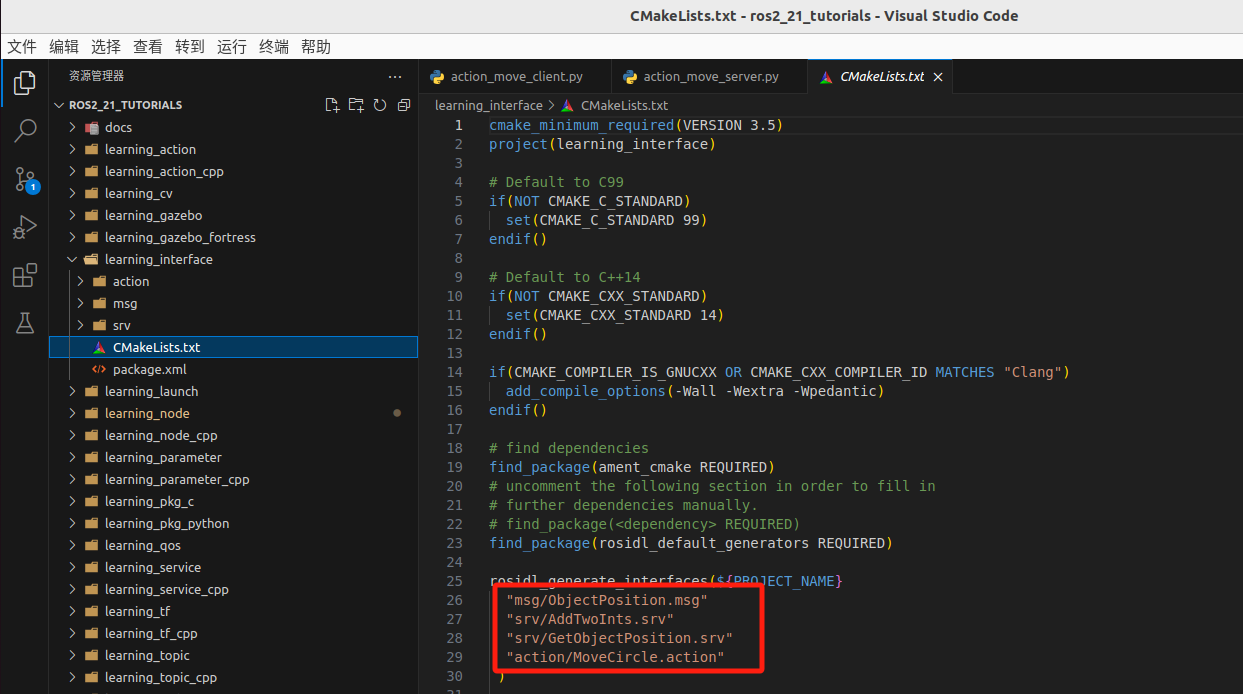 CMakeLists.txt - ros2_21_tutorials - Visual Studio Code
文件 编辑 选择 查看 转到 运行 终端 帮助
资源管理器
ROS2_21_TUTORIALS
docs
learning_action
learning_action_cpp
learning_cv
learning_gazebo
learning_gazebo_fortress
learning_interface
action
msg
srv
CMakeLists.txt
package.xml
learning_launch
learning_node
learning_node_cpp
learning_parameter
learning_parameter_cpp
learning_pkg_c
learning_pkg_python
learning_qos
learning_service
learning_service_cpp
learning_tf
learning_tf_cpp
learning_topic
learning_topic_cpp
1
action_move_client.py action_move_server.py CMakeLists.txt
learning_interface > CMakeLists.txt
1 cmake_minimum_required(VERSION 3.5)
2 project(learning_interface)
3
4 # Default to C99
5 if(NOT CMAKE_C_STANDARD)
6 set(CMAKE_C_STANDARD 99)
7 endif()
8
9 # Default to C++14
10 if(NOT CMAKE_CXX_STANDARD)
11 set(CMAKE_CXX_STANDARD 14)
12 endif()
13
14 if(CMAKE_COMPILER_IS_GNUCXX OR CMAKE_CXX_COMPILER_ID MATCHES "Clang")
15 add_compile_options(-Wall -Wextra -Wpedantic)
16 endif()
17
18 # find dependencies
19 find_package(ament_cmake REQUIRED)
20 # uncomment the following section in order to fill in
21 # further dependencies manually.
22 # find_package(<dependency> REQUIRED)
23 find_package(rosidl_default_generators REQUIRED)
24
25 rosidl_generate_interfaces(${PROJECT_NAME}
26 "msg/ObjectPosition.msg"
27 "srv/AddTwoInts.srv"
28 "srv/GetObjectPosition.srv"
29 "action/MoveCircle.action"
30 )
31